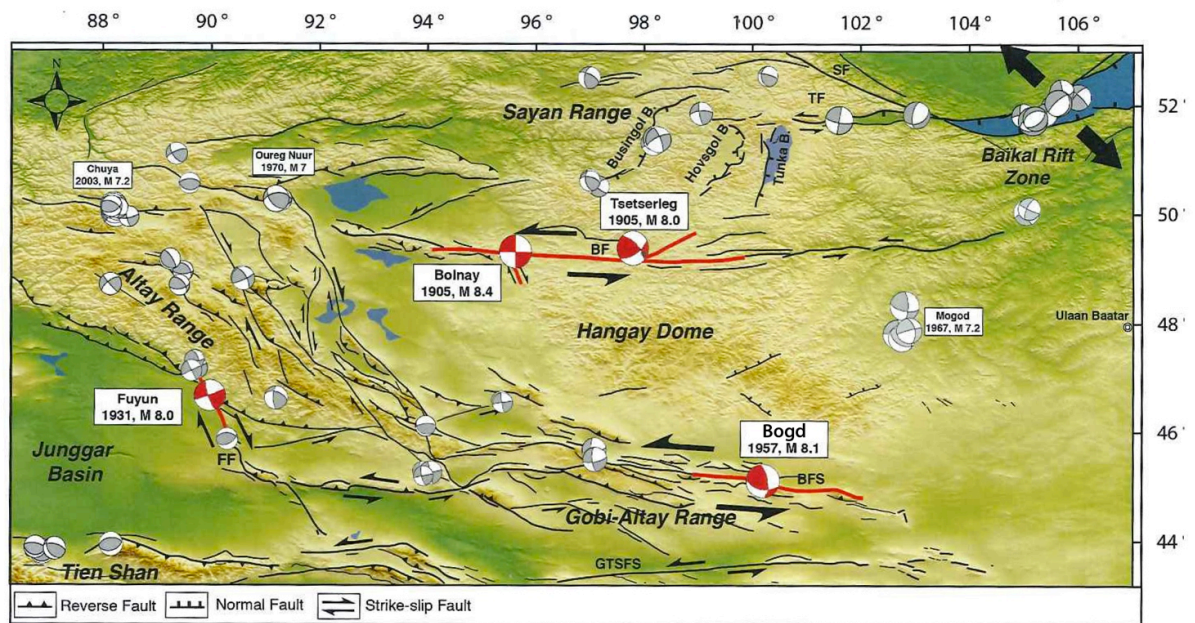 88° 90° 92° 94° 96° 98° 100° 102° 104° 106°
N
SF
Sayan Range
TF
52'
Busingol B.
Hovsgol B.
Tunka B.
Baïkal Rift
Zone
Chuya
2003, M 7.2
Oureg Nuur
1970, M 7
Tsetserleg
1905, M 8.0
50'
BF
Bolnay
1905, M 8.4
Altay Range
Hangay Dome
Mogod
1967, M 7.2
Ulaan Baatar
48'
Fuyun
1931, M 8.0
Bogd
1957, M 8.1
46'
Junggar
Basin
FF
BFS
Gobi-Altay Range
44'
GTSFS
Tien Shan
Reverse Fault Normal Fault Strike-slip Fault